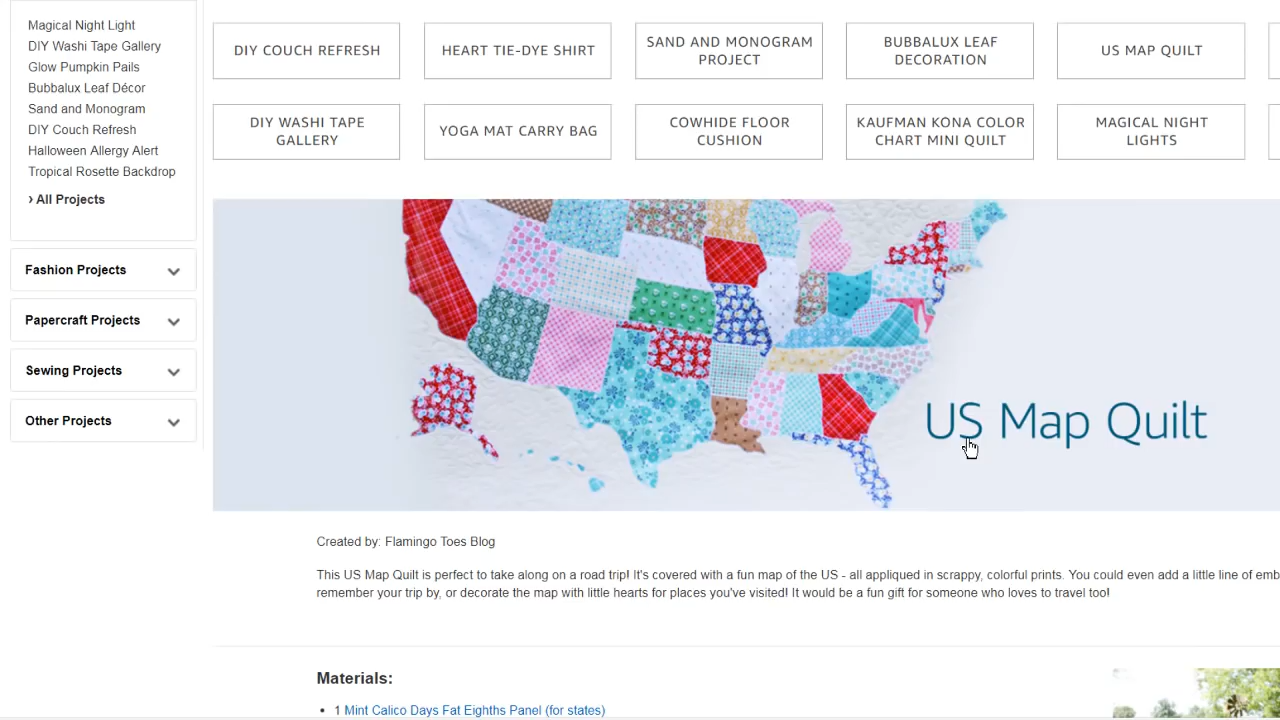 Magical Night Light
DIY Washi Tape Gallery
Glow Pumpkin Pails
Bubbalux Leaf Décor
Sand and Monogram
DIY Couch Refresh
Halloween Allergy Alert
Tropical Rosette Backdrop
› All Projects
Fashion Projects
Papercraft Projects
Sewing Projects
Other Projects
DIY COUCH REFRESH
HEART TIE-DYE SHIRT
SAND AND MONOGRAM
PROJECT
BUBBALUX LEAF
DECORATION
US MAP QUILT
DIY WASHI TAPE
GALLERY
YOGA MAT CARRY BAG
COWHIDE FLOOR
CUSHION
KAUFMAN KONA COLOR
CHART MINI QUILT
MAGICAL NIGHT
LIGHTS
US Map Quilt
Created by: Flamingo Toes Blog
This US Map Quilt is perfect to take along on a road trip! It's covered with a fun map of the US - all appliqued in scrappy, colorful prints. You could even add a little line of emb
remember your trip by, or decorate the map with little hearts for places you've visited! It would be a fun gift for someone who loves to travel too!
Materials:
• 1 Mint Calico Days Fat Eighths Panel (for states)